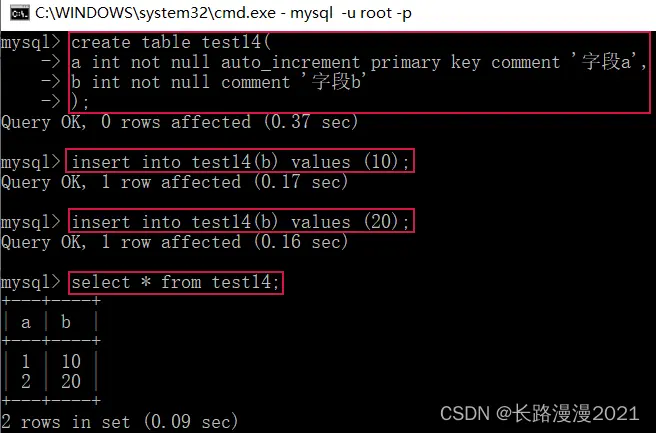 C:\WINDOWS\system32\cmd.exe - mysql  -u root -p
mysql> create table test14(
    -> a int not null auto_increment primary key comment '字段a',
    -> b int not null comment '字段b'
    -> );
Query OK, 0 rows affected (0.37 sec)
mysql> insert into test14(b) values (10);
Query OK, 1 row affected (0.17 sec)
mysql> insert into test14(b) values (20);
Query OK, 1 row affected (0.16 sec)
mysql> select * from test14;
+---+----+
| a | b  |
+---+----+
| 1 | 10 |
| 2 | 20 |
+---+----+
2 rows in set (0.09 sec)
CSDN @长路漫漫2021